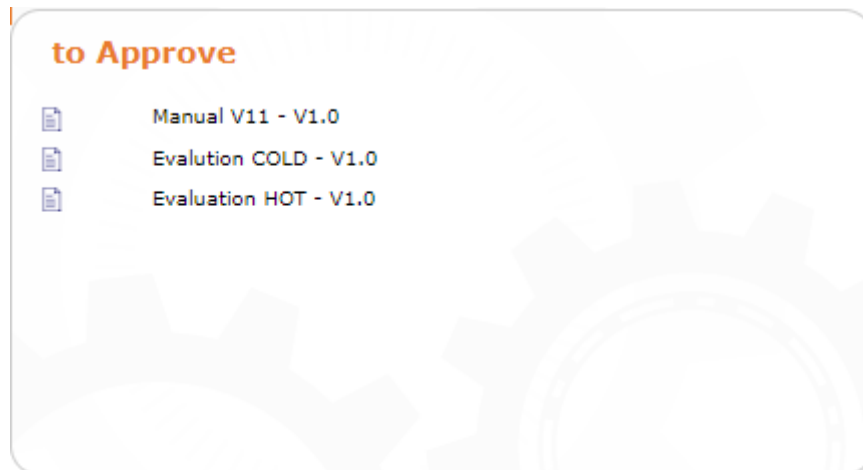 to Approve
Manual V11 - V1.0
Evalution COLD - V1.0
Evaluation HOT - V1.0